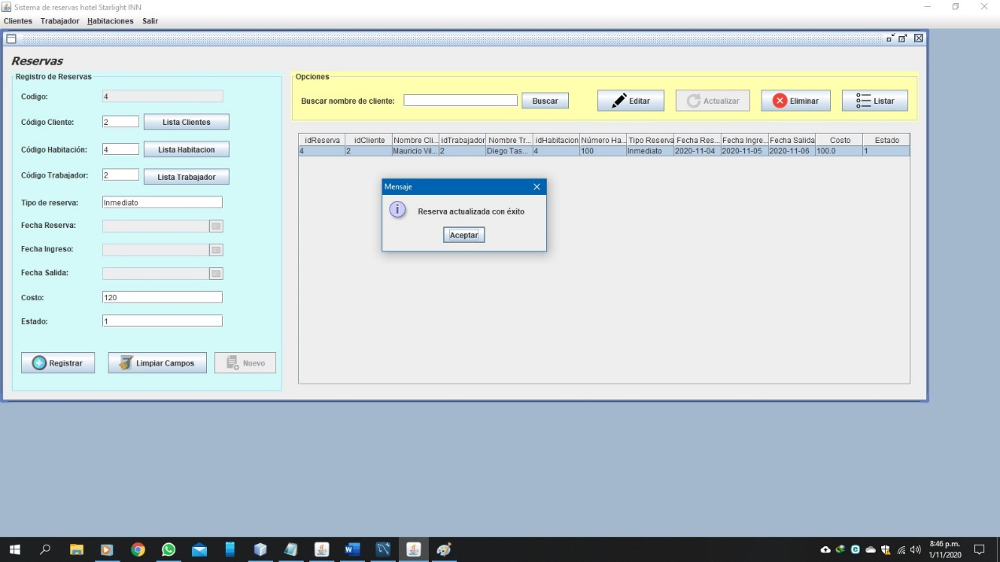 Sistema de reservas hotel Starlight INN
Clientes Trabajador Habitaciones Salir
Reservas
Registro de Reservas
Codigo: 4
Código Cliente: 2 Lista Clientes
Código Habitación: 4 Lista Habitacion
Código Trabajador: 2 Lista Trabajador
Tipo de reserva: Inmediato
Fecha Reserva:
Fecha Ingreso:
Fecha Salida:
Costo: 120
Estado: 1
Registrar Limpiar Campos Nuevo
Opciones
Buscar nombre de cliente: Buscar Editar Actualizar Eliminar Listar
idReserva idCliente Nombre Cli... idTrabajador Nombre Tr... idHabitacion Número Ha... Tipo Reserva Fecha Res... Fecha Ingre... Fecha Salida Costo Estado
4 2 Mauricio Vil... 2 Diego Tas... 4 100 Inmediato 2020-11-04 2020-11-05 2020-11-06 100.0 1
Mensaje
Reserva actualizada con éxito
Aceptar
8:46 p.m.
1/11/2020